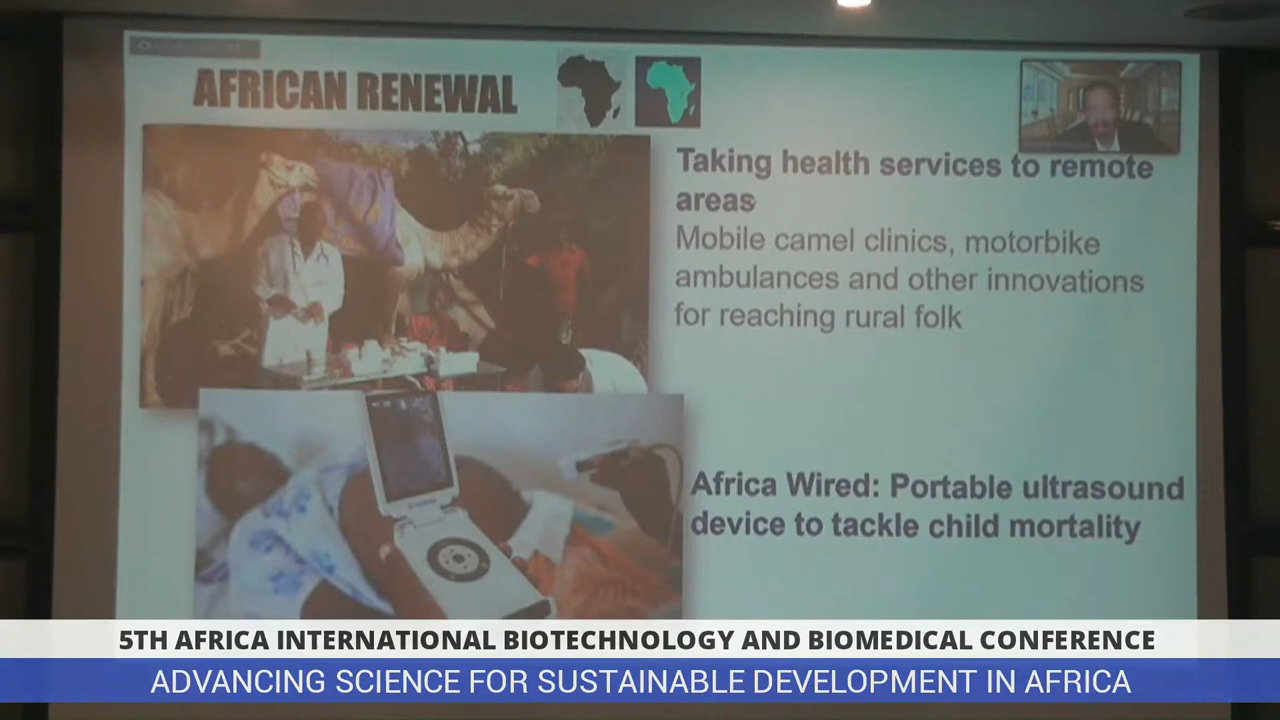 AFRICAN RENEWAL
Taking health services to remote
areas
Mobile camel clinics, motorbike
ambulances and other innovations
for reaching rural folk
Africa Wired: Portable ultrasound
device to tackle child mortality
5TH AFRICA INTERNATIONAL BIOTECHNOLOGY AND BIOMEDICAL CONFERENCE
ADVANCING SCIENCE FOR SUSTAINABLE DEVELOPMENT IN AFRICA